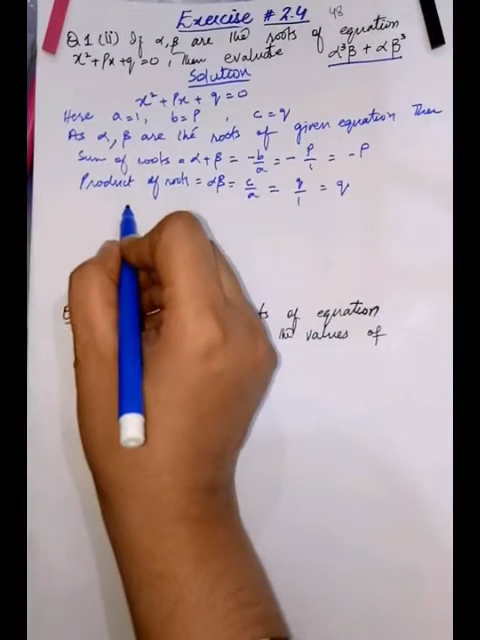 Exercise # 2.4
48
Q.1 (ii) If α, β are the roots of equation
x² + Px + q = 0, then evaluate α³β + αβ³
Solution
x² + Px + q = 0
Here a = 1, b = P, c = q
As α, β are the roots of given equation Then
Sum of roots = α + β = -b/a = - P/1 = - P
Product of roots = αβ = c/a = q/1 = q
of equation
the values of